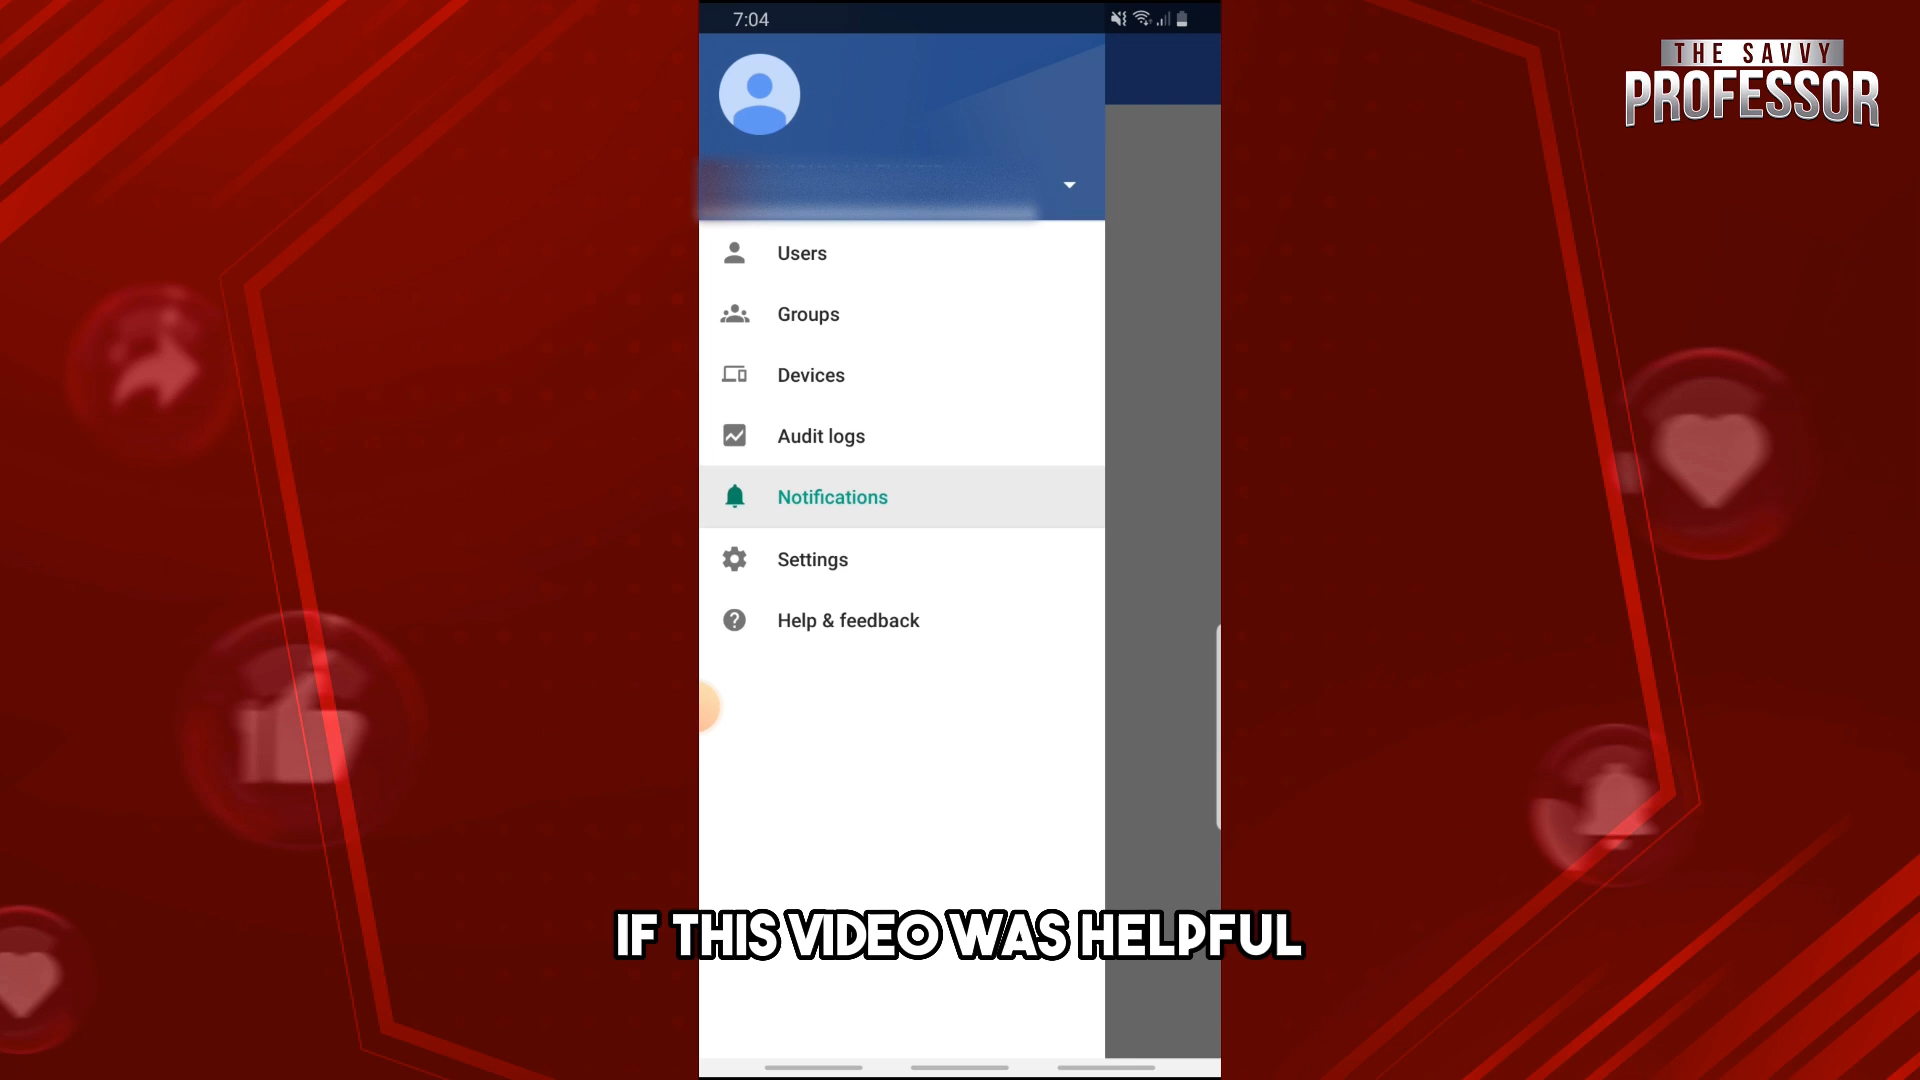 7:04
THE SAVVY
PROFESSOR
Users
Groups
Devices
Audit logs
Notifications
Settings
Help & feedback
IF THIS VIDEO WAS HELPFUL